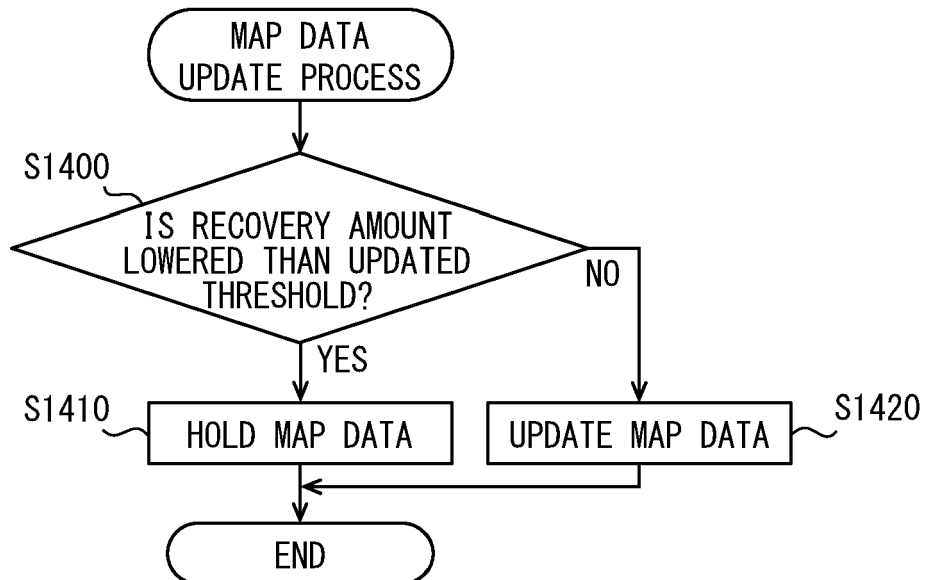 MAP DATA
UPDATE PROCESS
S1400
IS RECOVERY AMOUNT
LOWERED THAN UPDATED
THRESHOLD?
NO
YES
S1410
HOLD MAP DATA
UPDATE MAP DATA
S1420
END